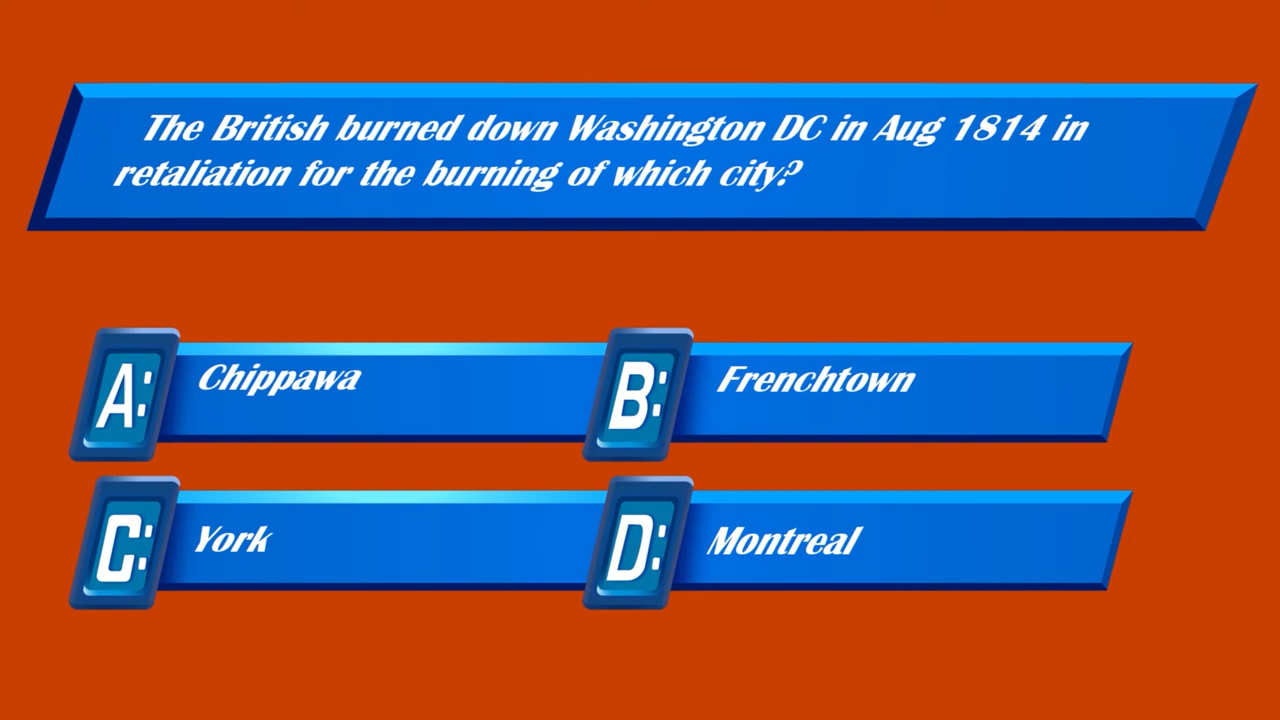 The British burned down Washington DC in Aug 1814 in
retaliation for the burning of which city?
A: Chippawa
B: Frenchtown
C: York
D: Montreal